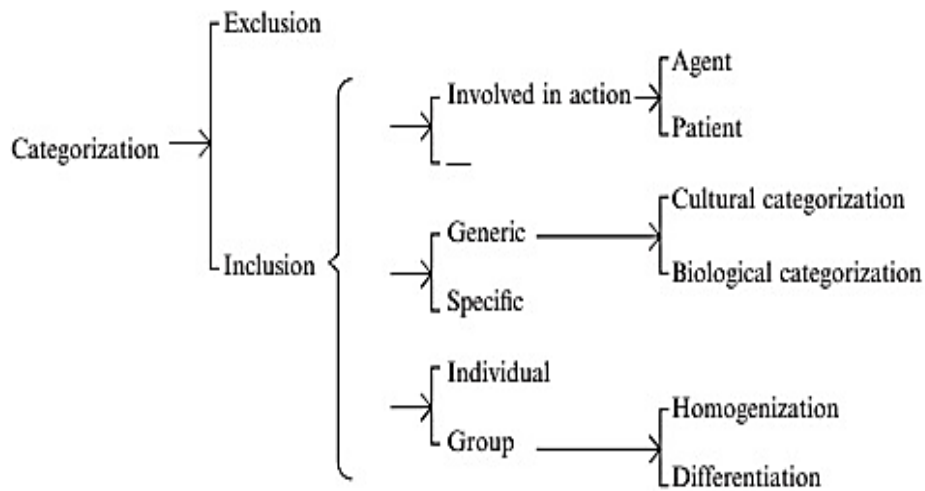 Exclusion
Agent
Involved in action
Patient
Categorization
—
Cultural categorization
Generic
Inclusion
Biological categorization
Specific
Individual
Homogenization
Group
Differentiation